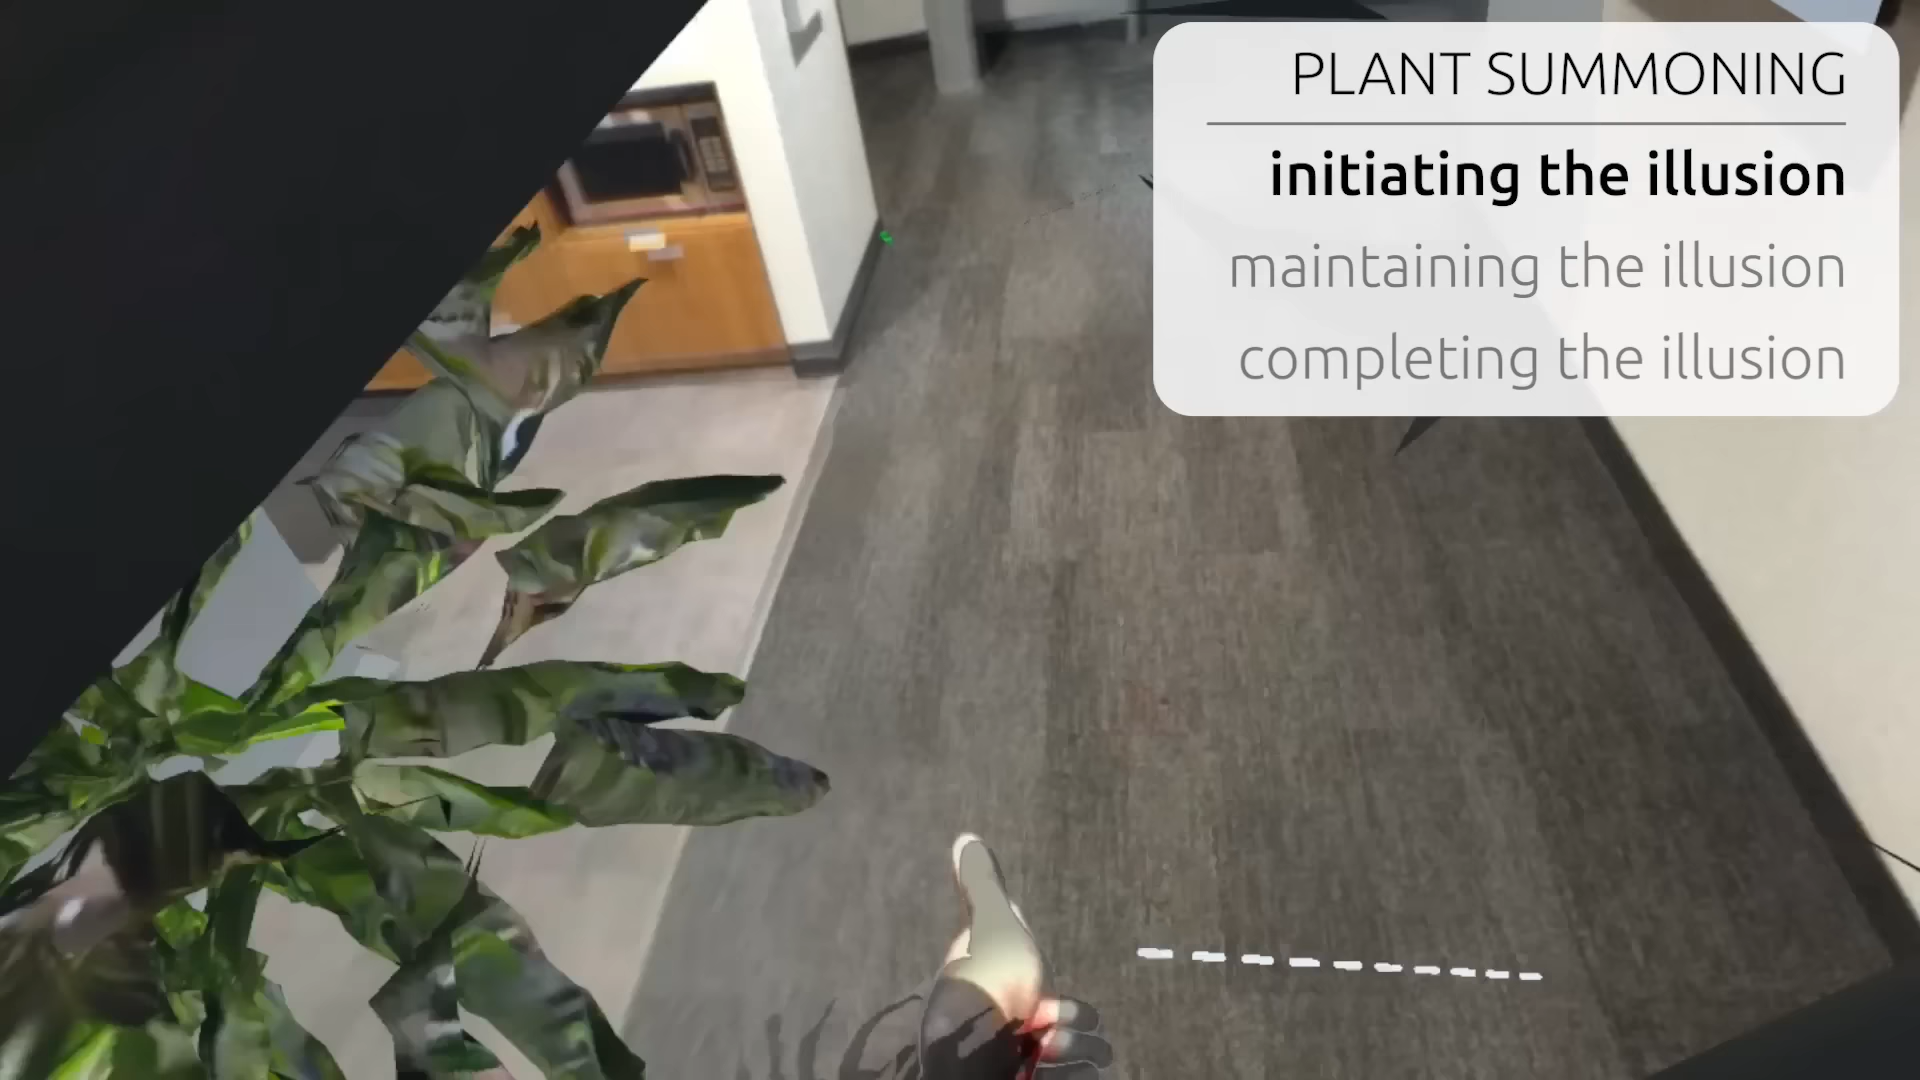 PLANT SUMMONING
initiating the illusion
maintaining the illusion
completing the illusion